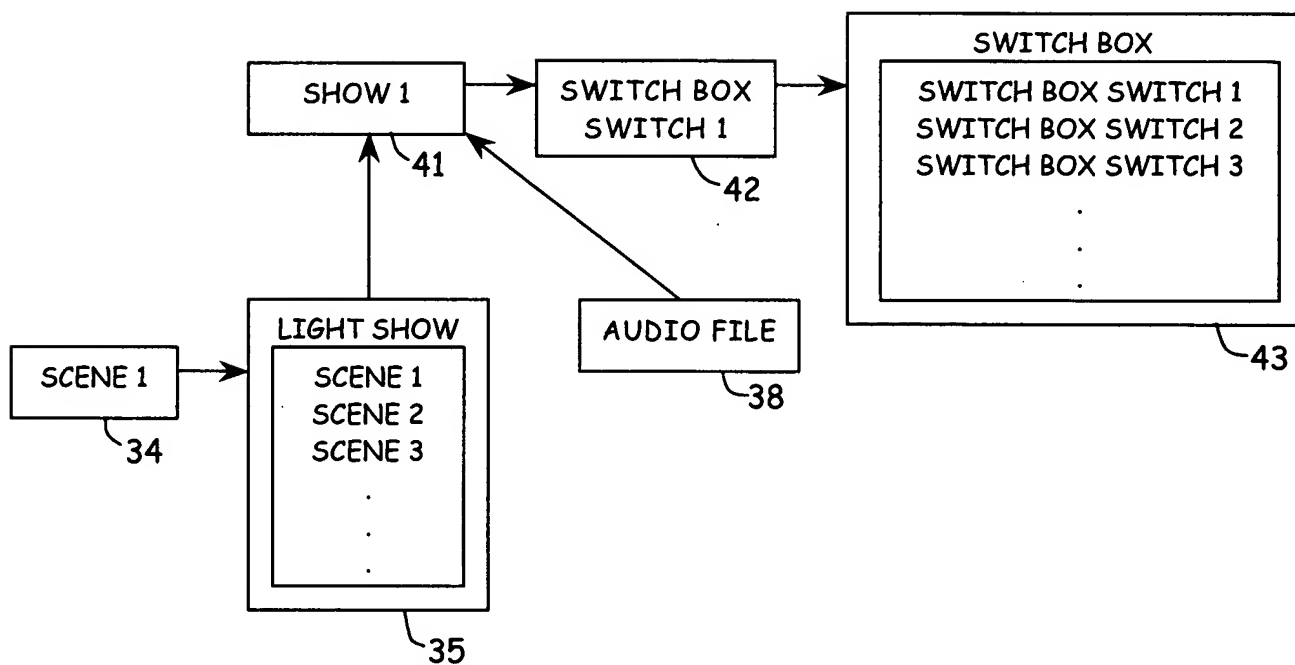 SWITCH BOX
SWITCH BOX SWITCH 1
SWITCH BOX SWITCH 2
SWITCH BOX SWITCH 3
.
.
.
43
SHOW 1
41
SWITCH BOX
SWITCH 1
42
LIGHT SHOW
SCENE 1
SCENE 2
SCENE 3
.
.
.
35
AUDIO FILE
38
SCENE 1
34